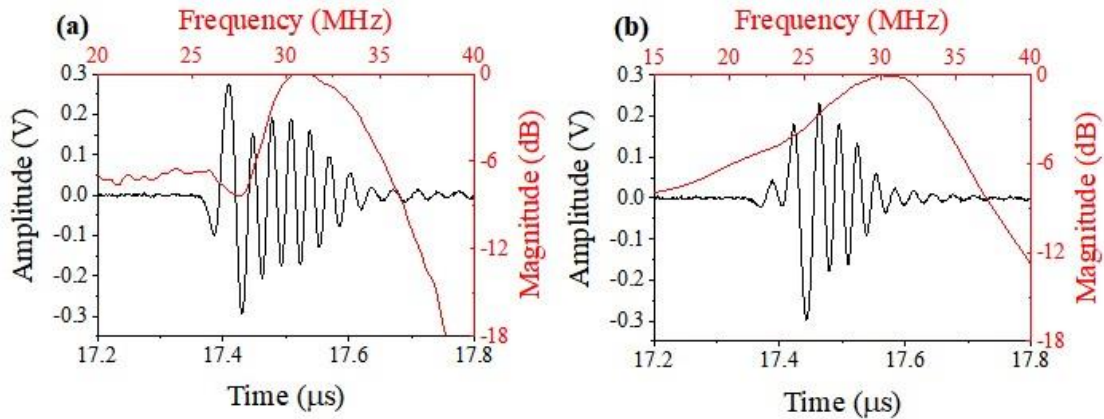 (a) Frequency (MHz)
20 25 30 35 40
0.3 0.2 0.1 0.0 -0.1 -0.2 -0.3
Amplitude (V)
0 -6 -12 -18
Magnitude (dB)
17.2 17.4 17.6 17.8
Time (μs)
(b) Frequency (MHz)
15 20 25 30 35 40
0.3 0.2 0.1 0.0 -0.1 -0.2 -0.3
Amplitude (V)
0 -6 -12 -18
Magnitude (dB)
17.2 17.4 17.6 17.8
Time (μs)